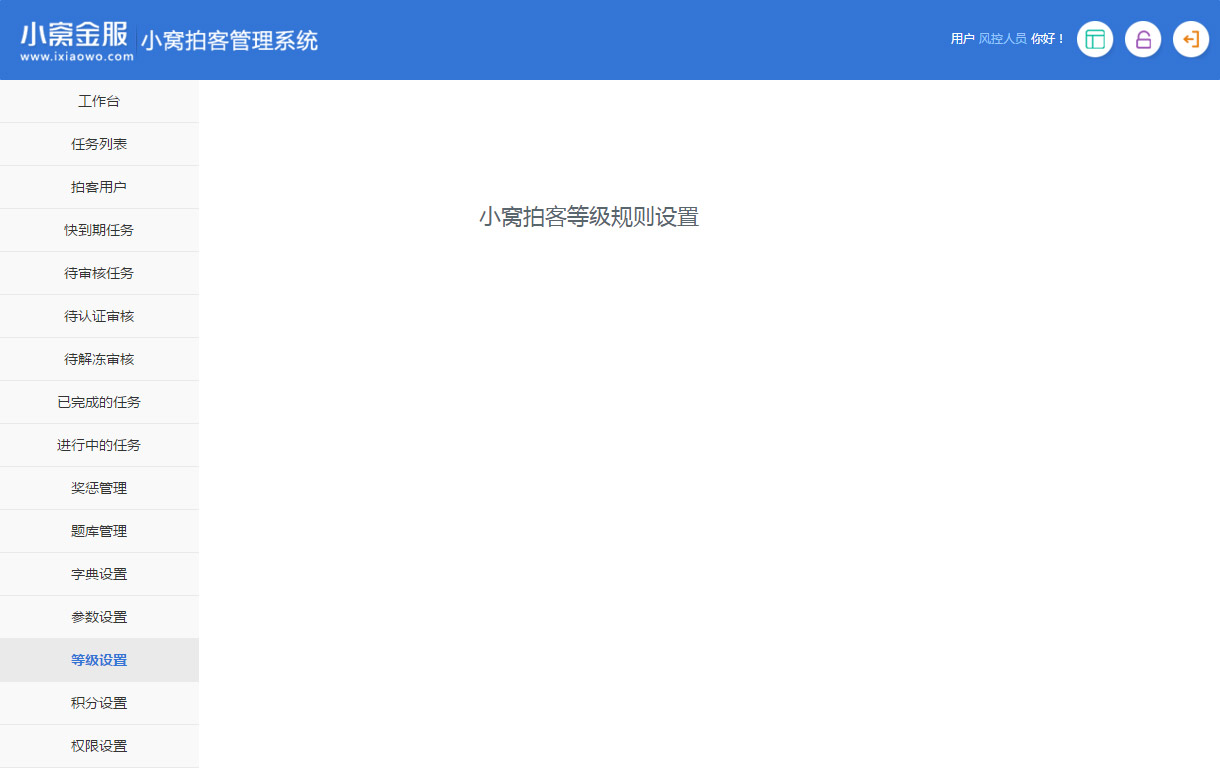 小窝金服
www.ixiaowo.com
小窝拍客管理系统
用户 风控人员 你好！
工作台
任务列表
拍客用户
快到期任务
待审核任务
待认证审核
待解冻审核
已完成的任务
进行中的任务
奖惩管理
题库管理
字典设置
参数设置
等级设置
积分设置
权限设置
小窝拍客等级规则设置